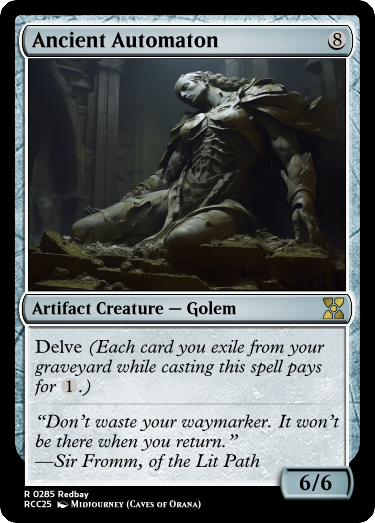 Ancient Automaton 8
Artifact Creature — Golem
Delve (Each card you exile from your
graveyard while casting this spell pays
for 1.)
“Don’t waste your waymarker. It won’t
be there when you return.”
—Sir Fromm, of the Lit Path
6/6
R 0285 Redbay
RCC25 Midjourney (Caves of Orana)